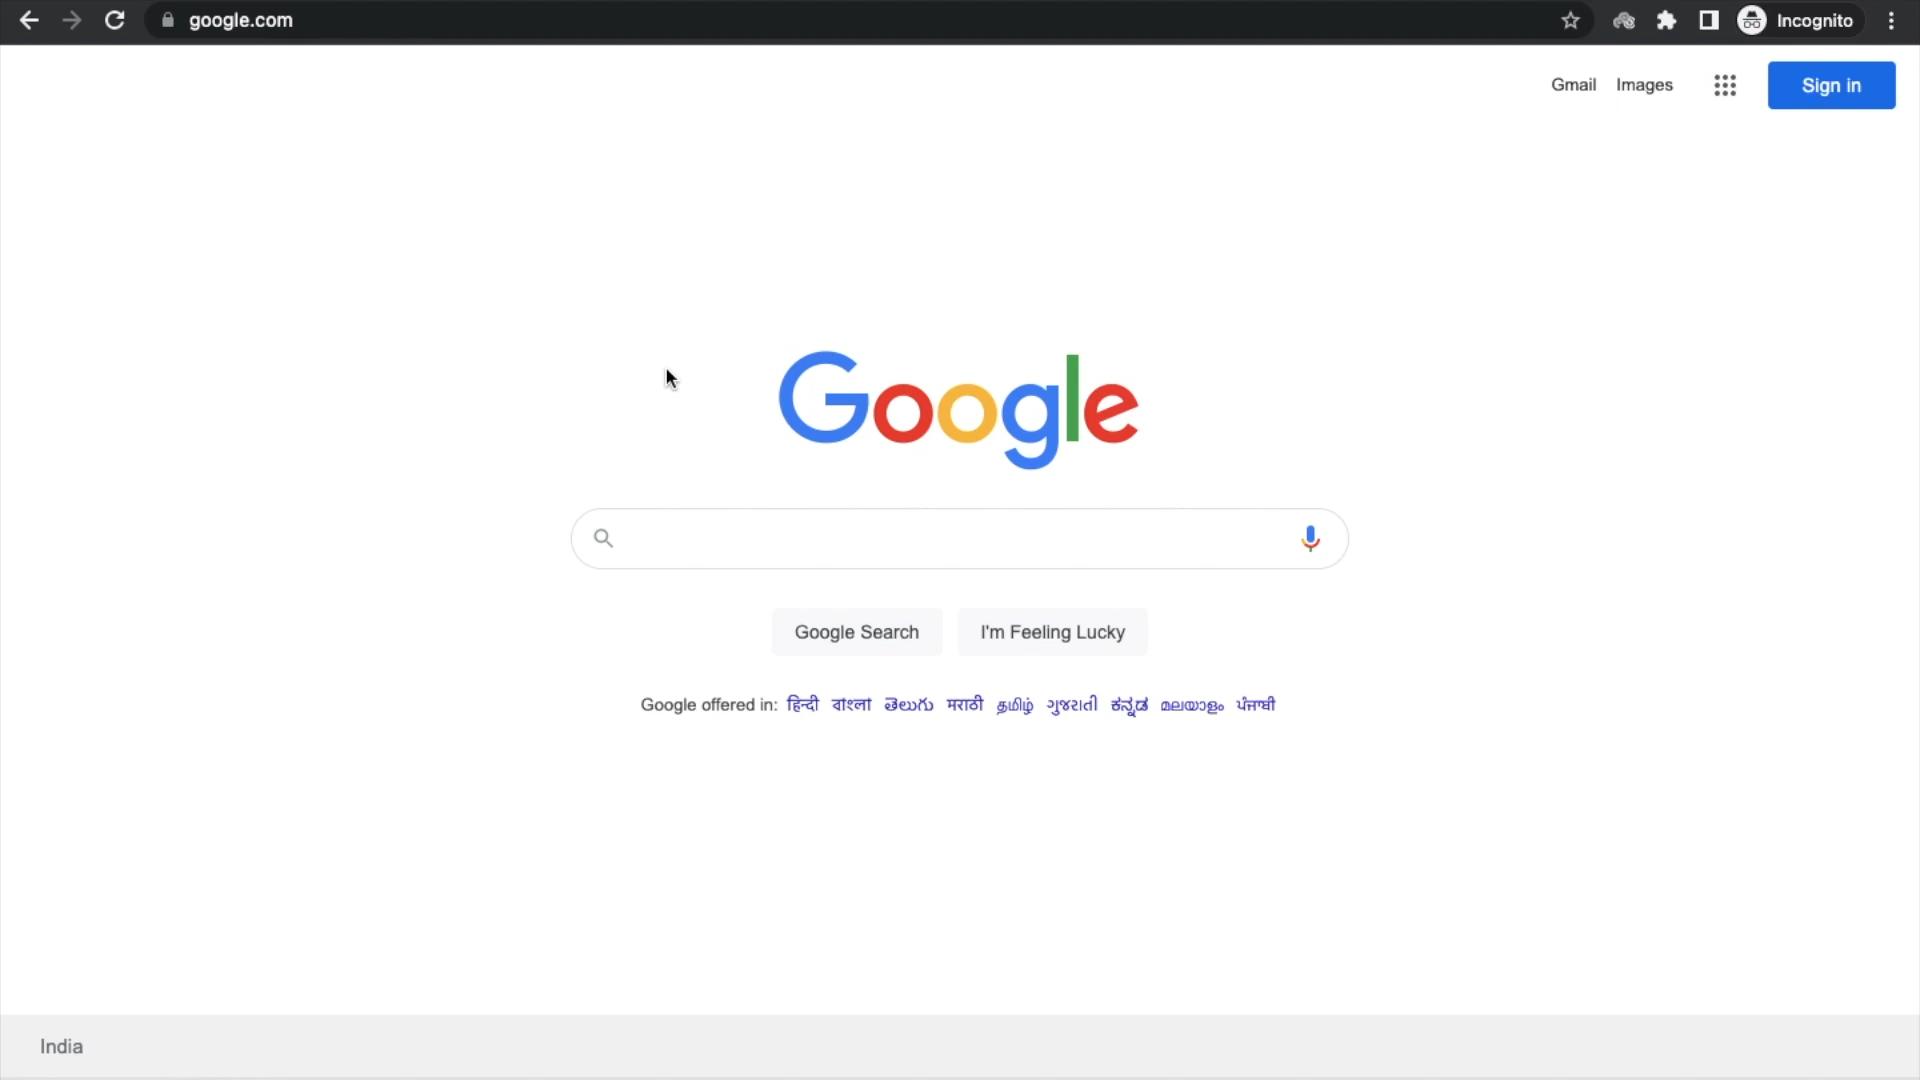 google.com
Incognito
Gmail Images
Sign in
Google
Google Search I'm Feeling Lucky
Google offered in: हिन्दी বাংলা తెలుగు मराठी தமிழ் ગુજરાતી ಕನ್ನಡ മലയാളം ਪੰਜਾਬੀ
India